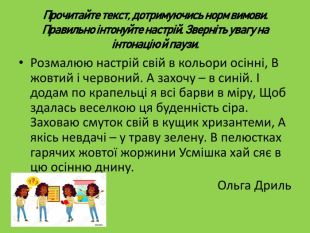 Прочитайте текст, дотримуючись норм вимови.
Правильно інтонуйте настрій. Зверніть увагу на
інтонацію й паузи.
• Розмалюю настрій свій в кольори осінні, В
жовтий і червоний. А захочу – в синій. І
додам по крапельці я всі барви в міру, Щоб
здалась веселкою ця буденність сіра.
Заховаю смуток свій в кущик хризантеми, А
якісь невдачі – у траву зелену. В пелюстках
гарячих жовтої жоржини Усмішка хай сяє в
цю осінню днину.
Ольга Дриль